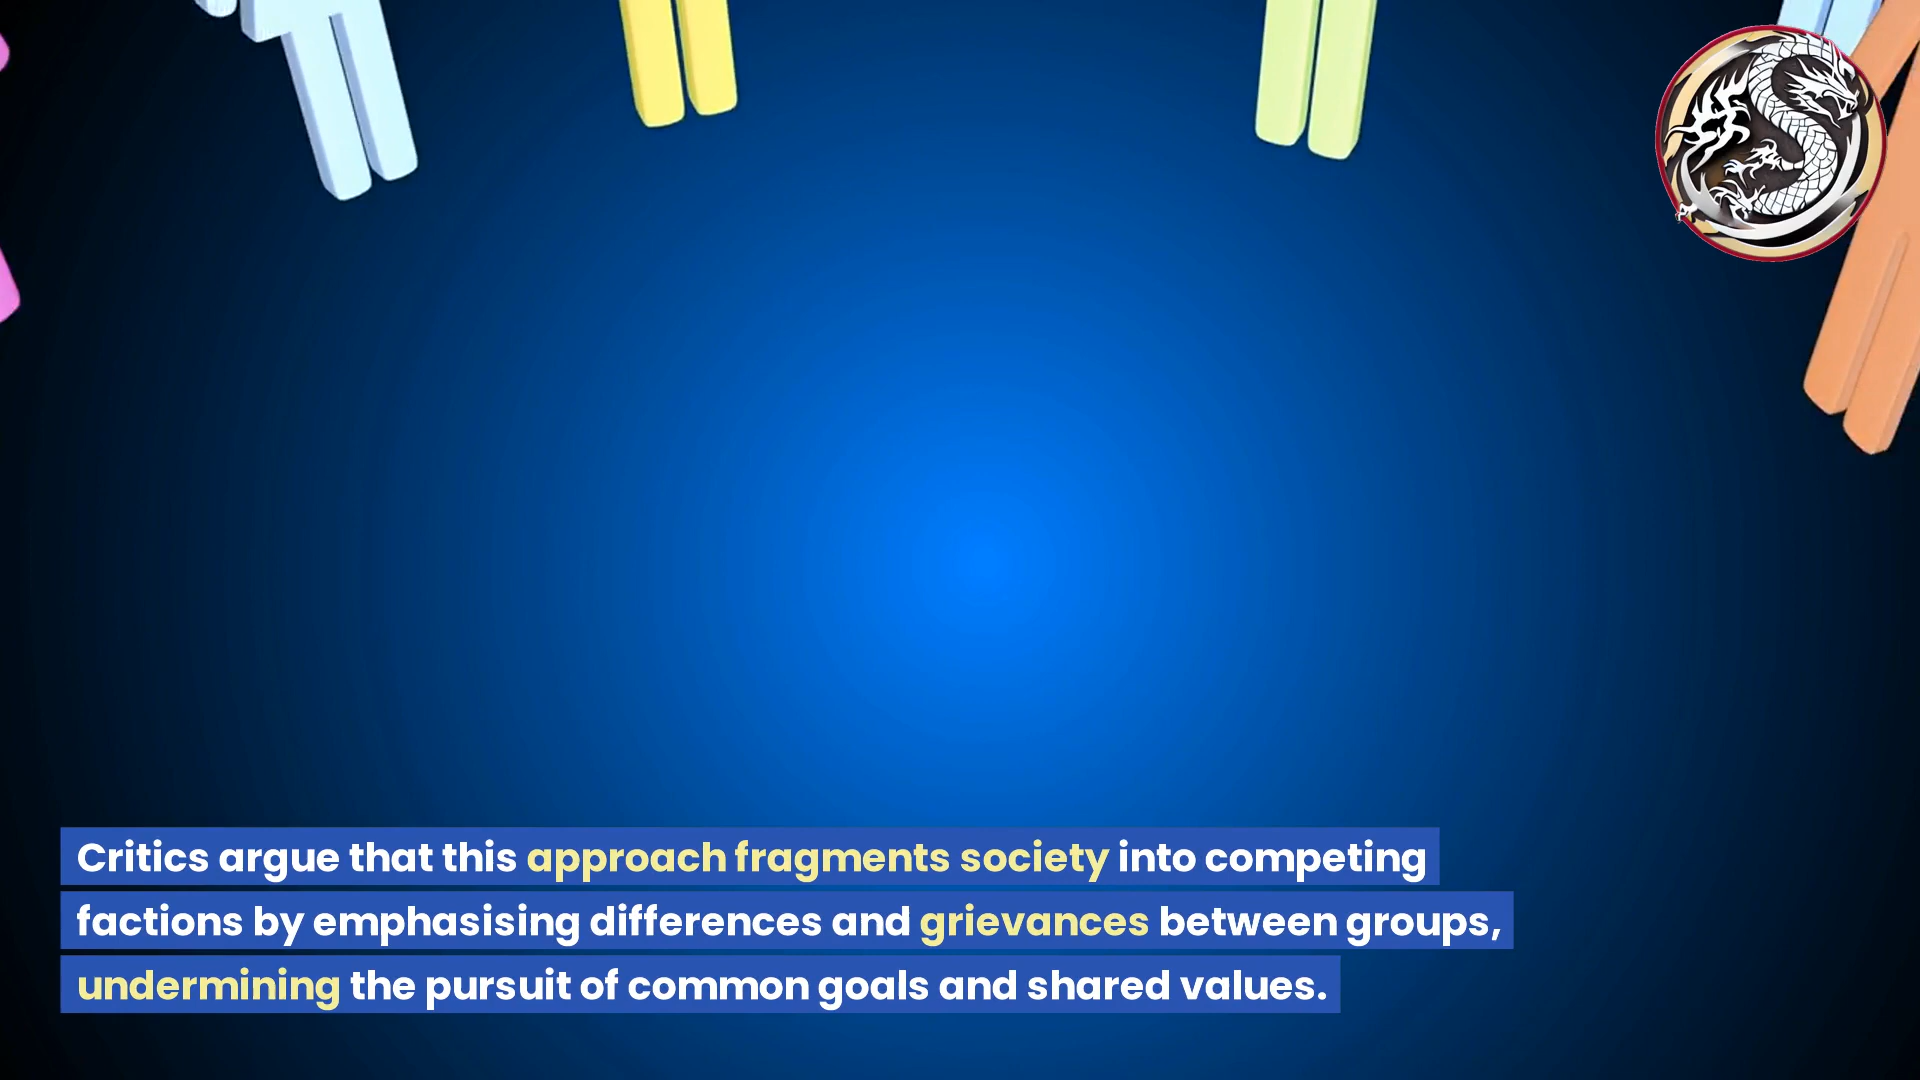 Critics argue that this approach fragments society into competing
factions by emphasising differences and grievances between groups,
undermining the pursuit of common goals and shared values.